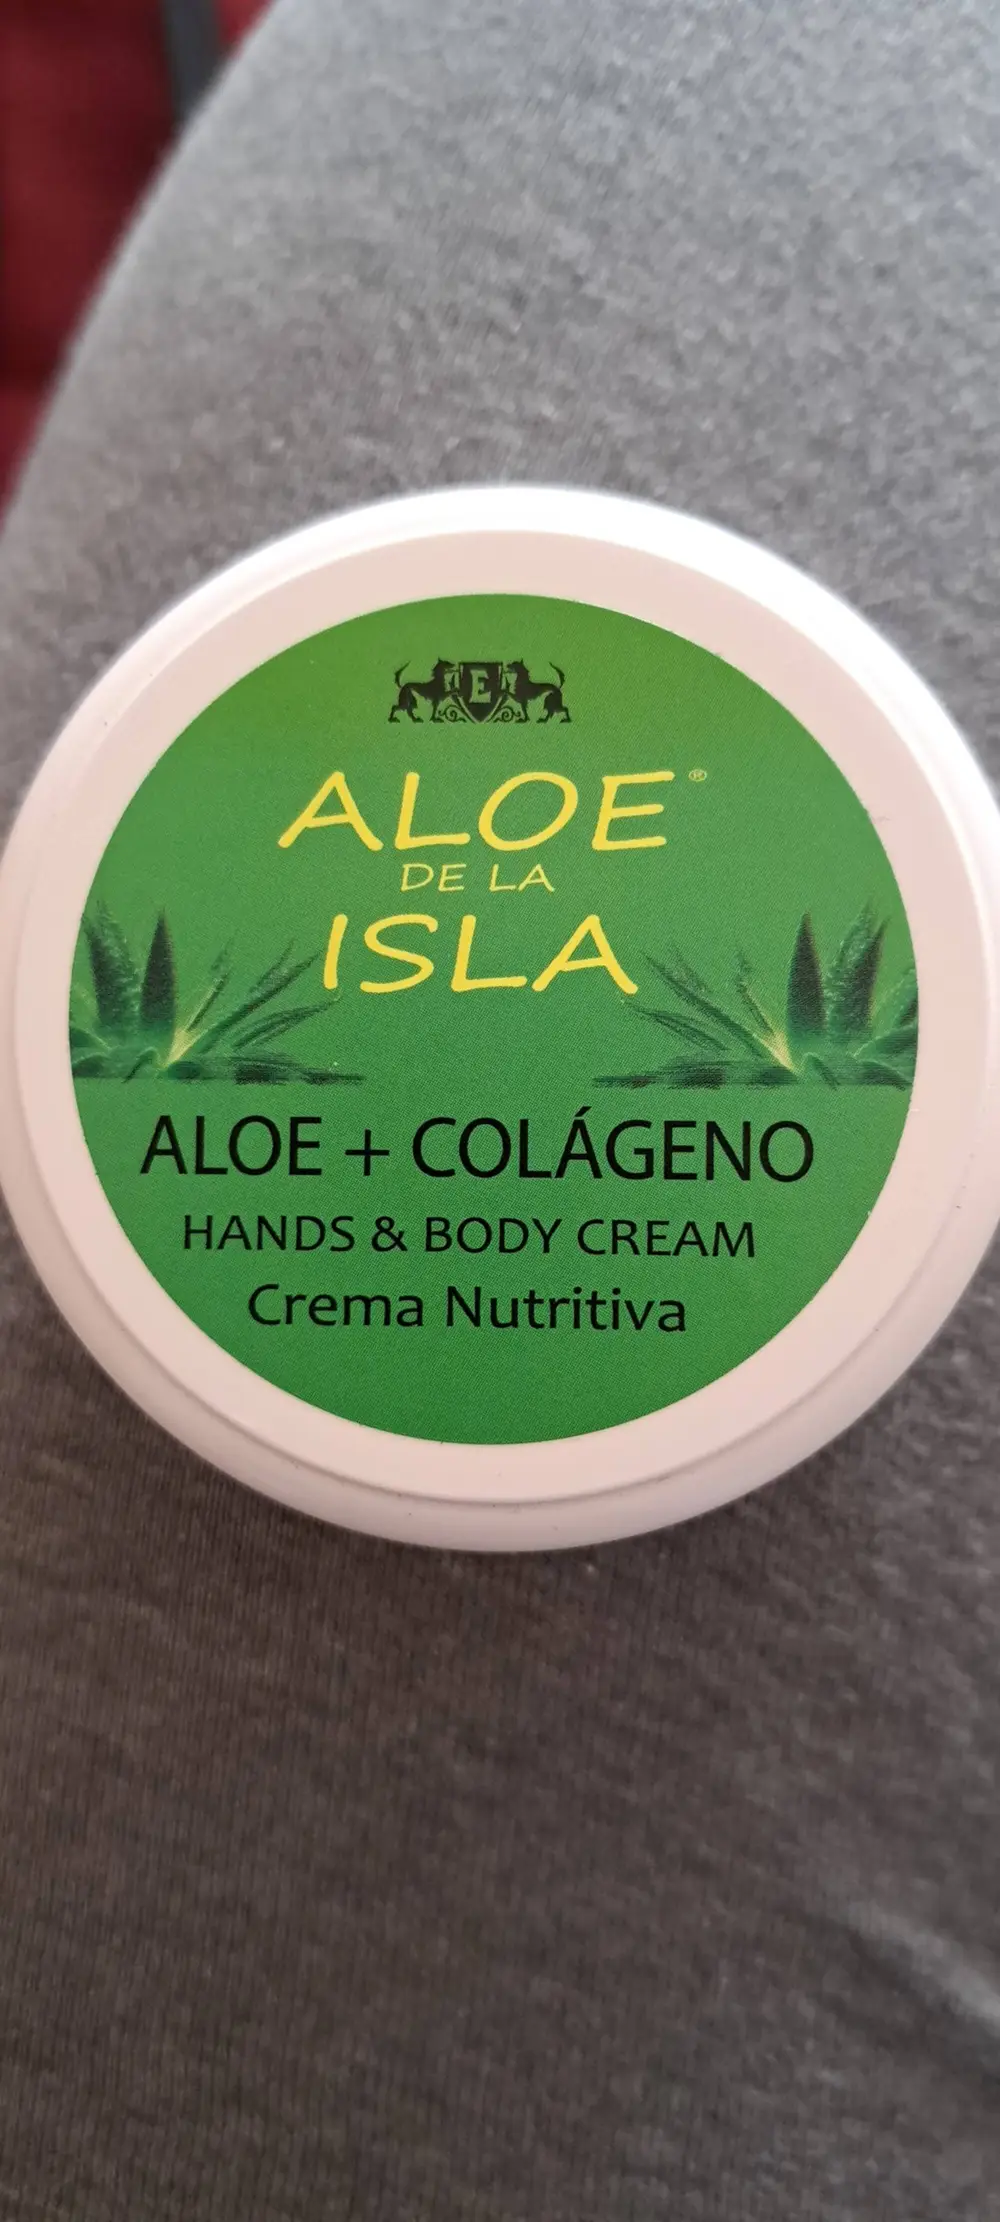 E
ALOE®
DE LA
ISLA
ALOE + COLÁGENO
HANDS & BODY CREAM
Crema Nutritiva